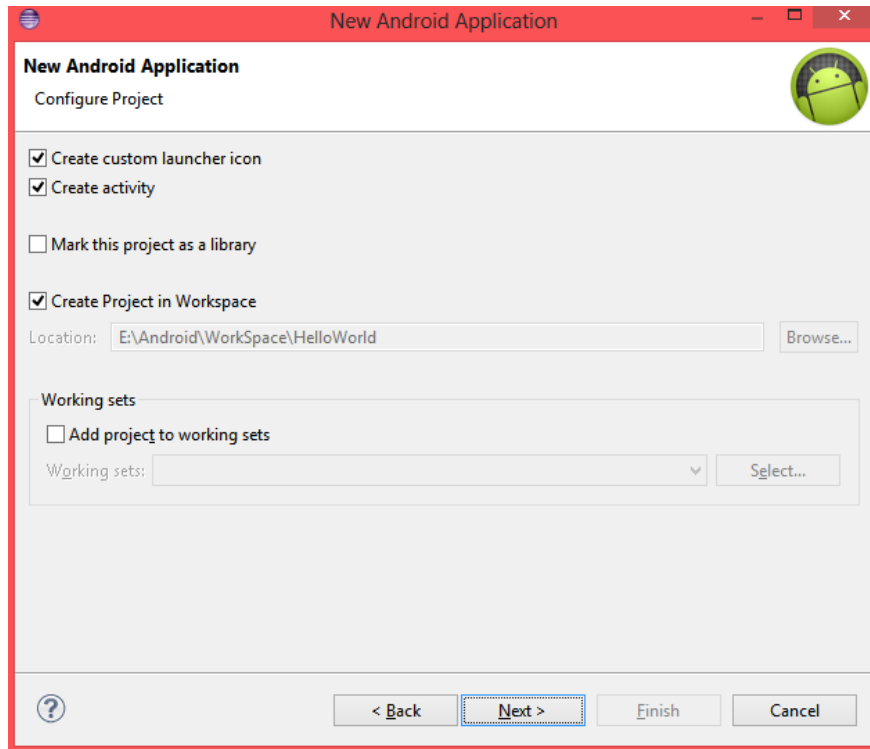 New Android Application
New Android Application
Configure Project
Create custom launcher icon
Create activity
Mark this project as a library
Create Project in Workspace
Location: E:\Android\WorkSpace\HelloWorld Browse...
Working sets
Add project to working sets
Working sets: Select...
? < Back Next > Finish Cancel